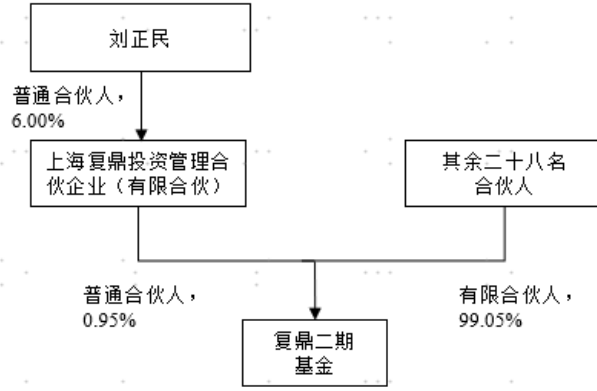 刘正民
普通合伙人，
6.00%
上海复鼎投资管理合
伙企业（有限合伙）
其余二十八名
合伙人
普通合伙人，
0.95%
有限合伙人，
99.05%
复鼎二期
基金